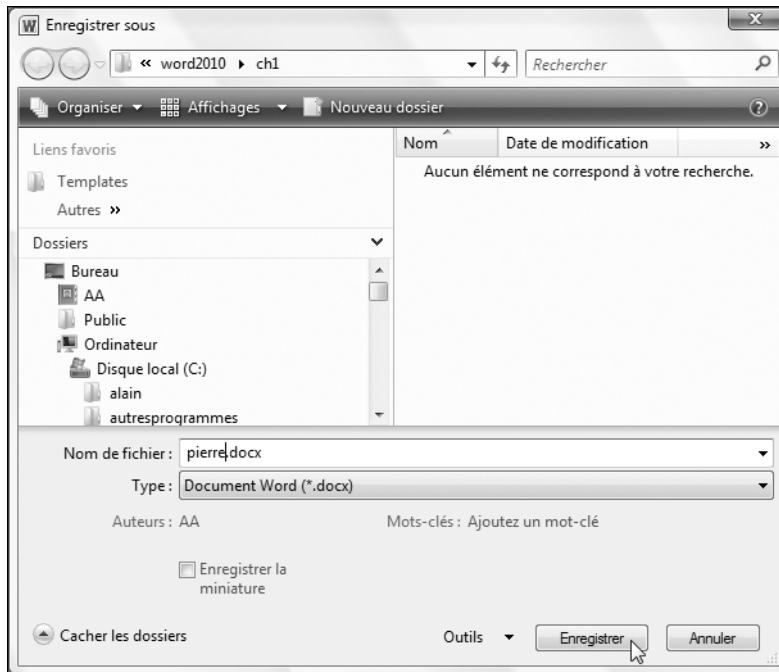 Enregistrer sous
« word2010 ▸ ch1
Rechercher
Organiser
Affichages
Nouveau dossier
Liens favoris
Templates
Autres »
Dossiers
Bureau
AA
Public
Ordinateur
Disque local (C:)
alain
autresprogrammes
Nom Date de modification »
Aucun élément ne correspond à votre recherche.
Nom de fichier : pierre.docx
Type : Document Word (*.docx)
Auteurs : AA Mots-clés : Ajoutez un mot-clé
Enregistrer la
miniature
Cacher les dossiers Outils Enregistrer Annuler